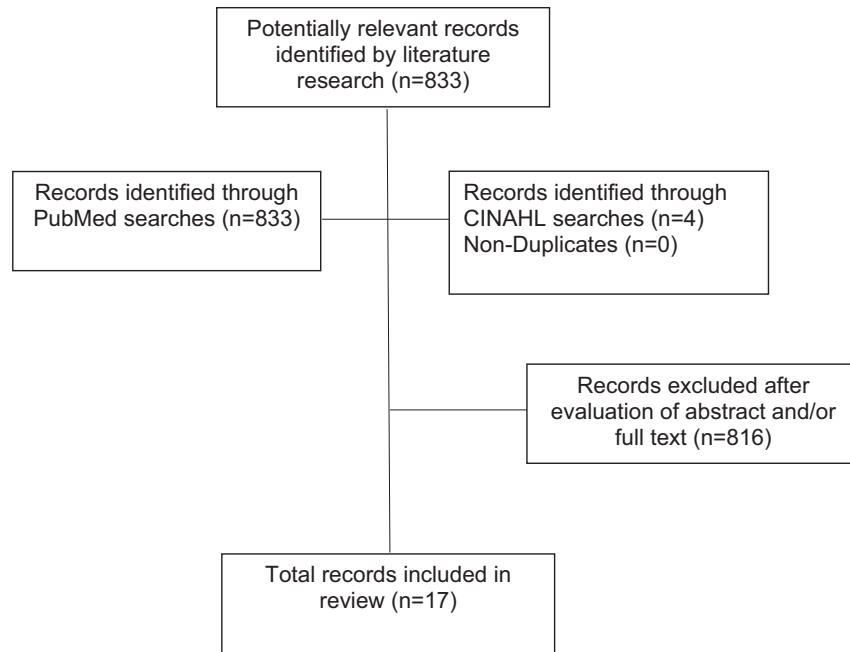 Potentially relevant records
identified by literature
research (n=833)
Records identified through
PubMed searches (n=833)
Records identified through
CINAHL searches (n=4)
Non-Duplicates (n=0)
Records excluded after
evaluation of abstract and/or
full text (n=816)
Total records included in
review (n=17)